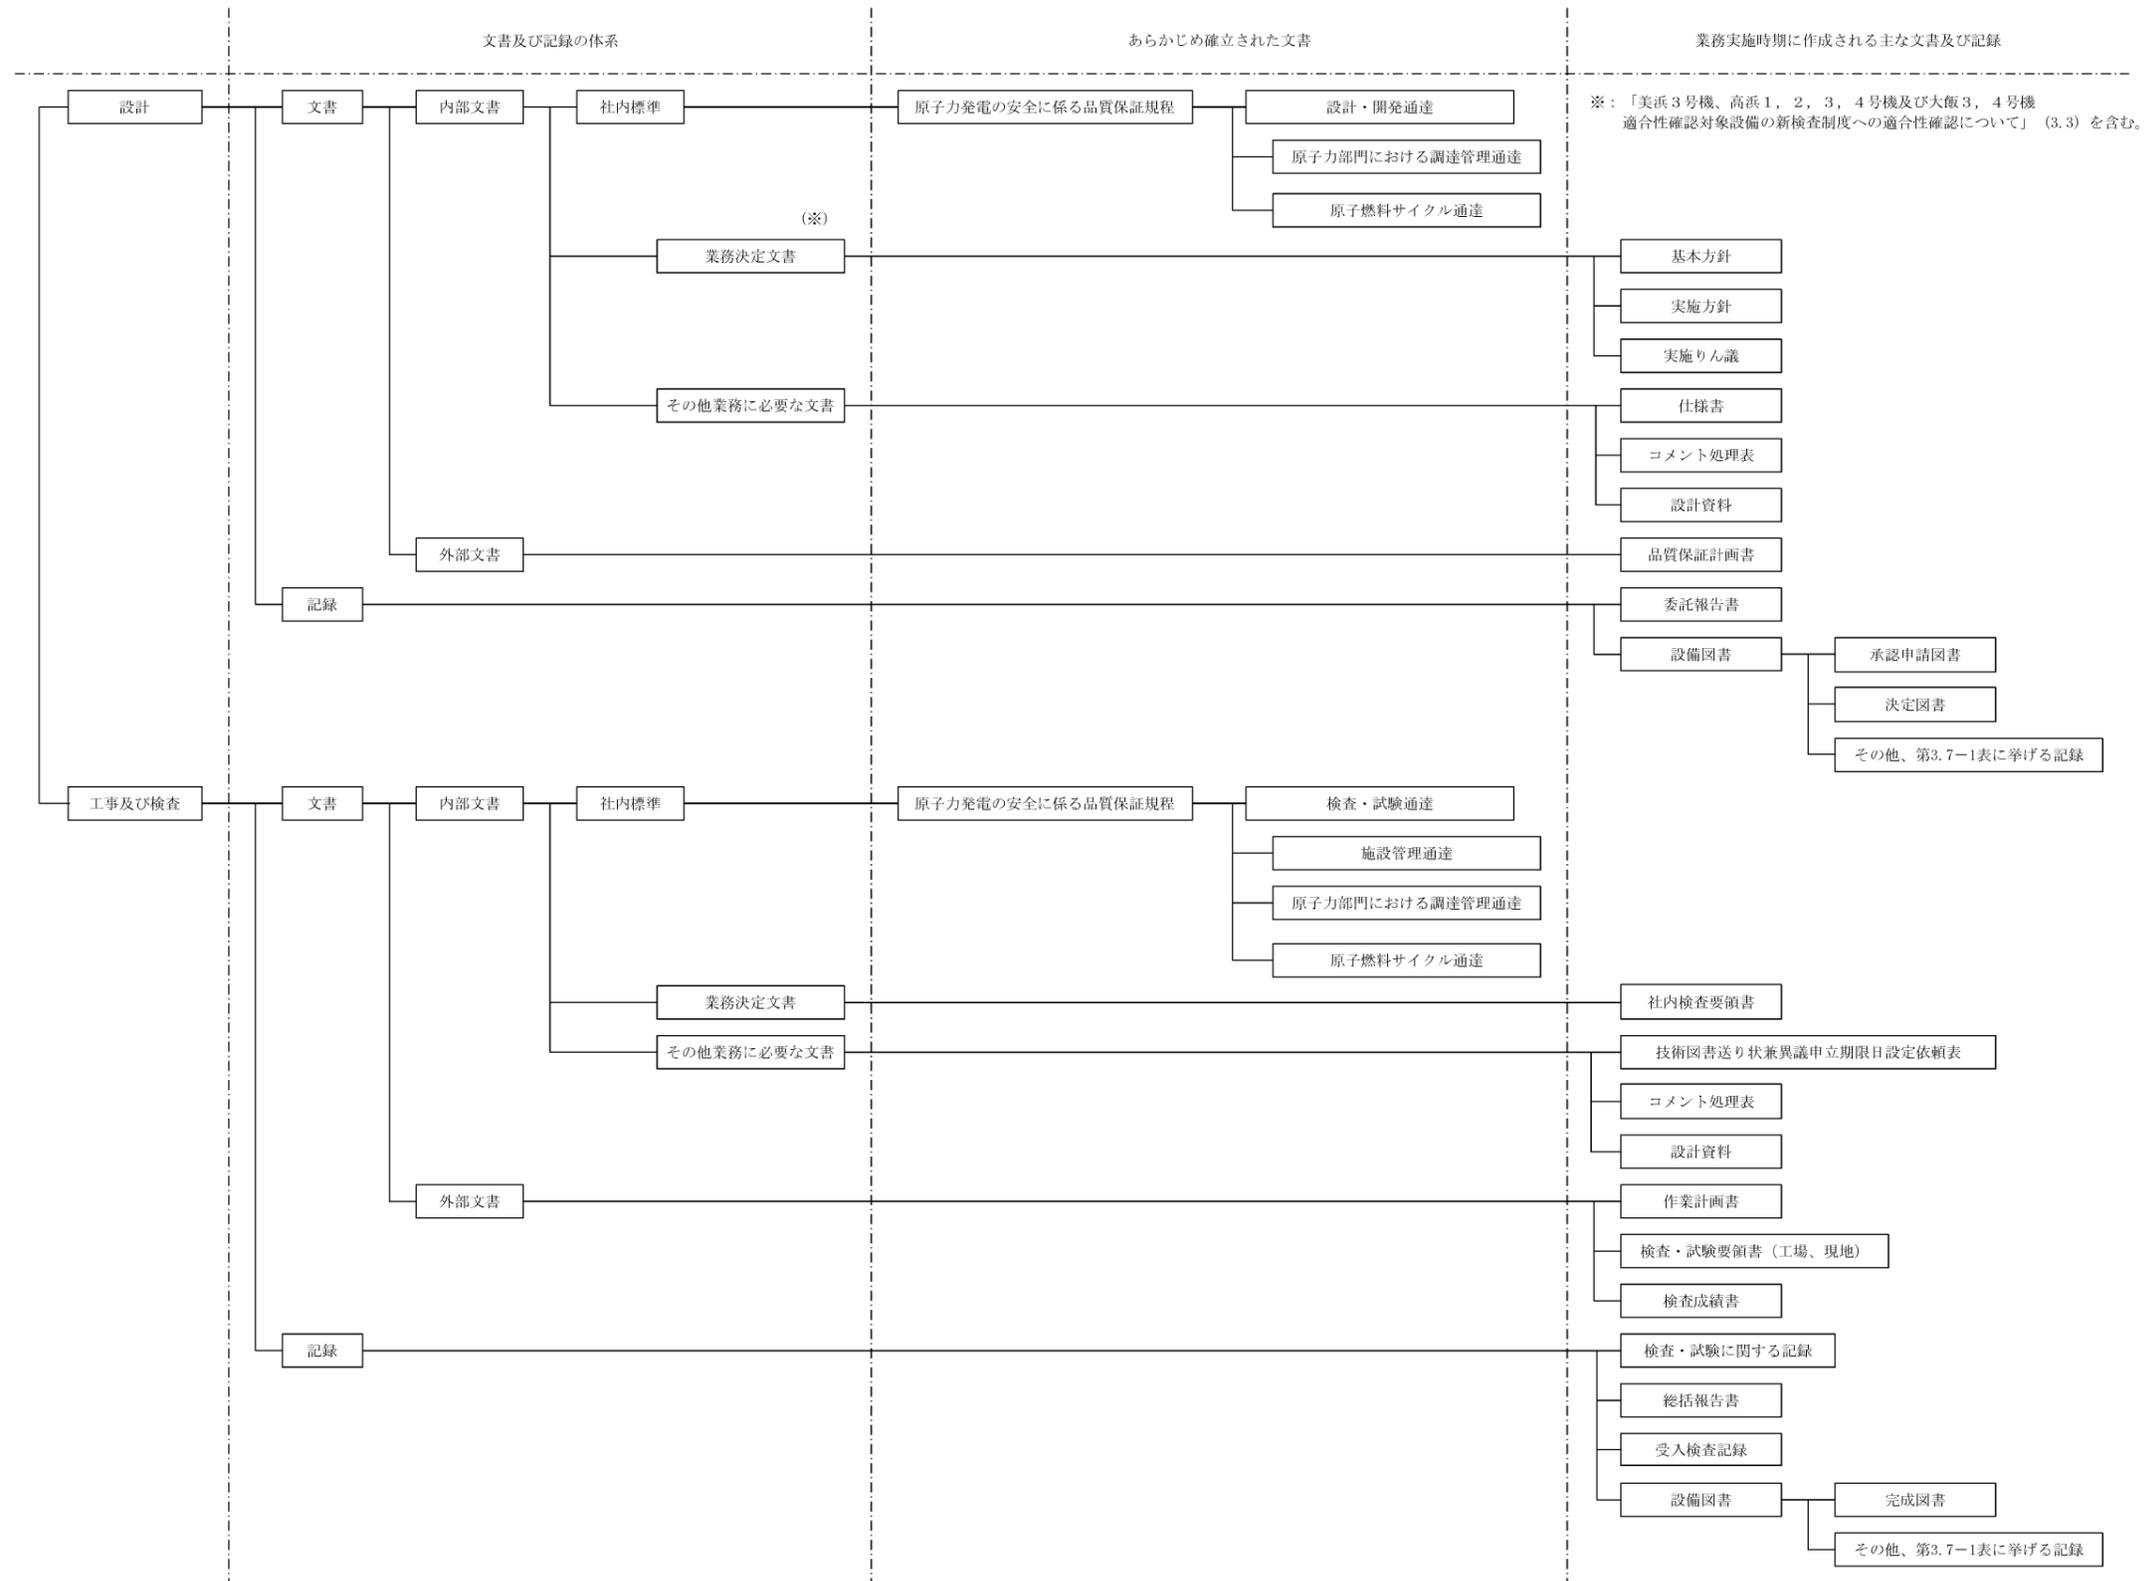 文書及び記録の体系
あらかじめ確立された文書
業務実施時期に作成される主な文書及び記録
設計
文書
内部文書
社内標準
原子力発電の安全に係る品質保証規程
設計・開発通達
※：「美浜３号機、高浜１，２，３，４号機及び大飯３，４号機
適合性確認対象設備の新検査制度への適合性確認について」（3.3）を含む。
原子力部門における調達管理通達
原子燃料サイクル通達
（※）
業務決定文書
基本方針
実施方針
実施りん議
その他業務に必要な文書
仕様書
コメント処理表
設計資料
外部文書
品質保証計画書
記録
委託報告書
設備図書
承認申請図書
決定図書
その他、第3.7－1表に挙げる記録
工事及び検査
文書
内部文書
社内標準
原子力発電の安全に係る品質保証規程
検査・試験通達
施設管理通達
原子力部門における調達管理通達
原子燃料サイクル通達
業務決定文書
社内検査要領書
その他業務に必要な文書
技術図書送り状兼異議申立期限日設定依頼表
コメント処理表
設計資料
外部文書
作業計画書
検査・試験要領書（工場、現地）
検査成績書
記録
検査・試験に関する記録
総括報告書
受入検査記録
設備図書
完成図書
その他、第3.7－1表に挙げる記録